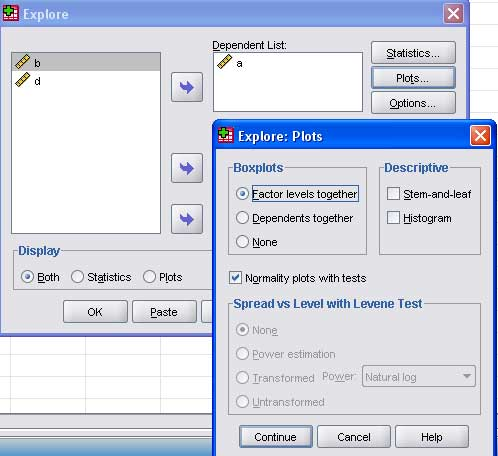 Explore
Dependent List:
b
d
a
Statistics...
Plots...
Options...
Display
Both
Statistics
Plots
OK
Paste
Explore: Plots
Boxplots
Factor levels together
Dependents together
None
Descriptive
Stem-and-leaf
Histogram
Normality plots with tests
Spread vs Level with Levene Test
None
Power estimation
Transformed Power: Natural log
Untransformed
Continue
Cancel
Help